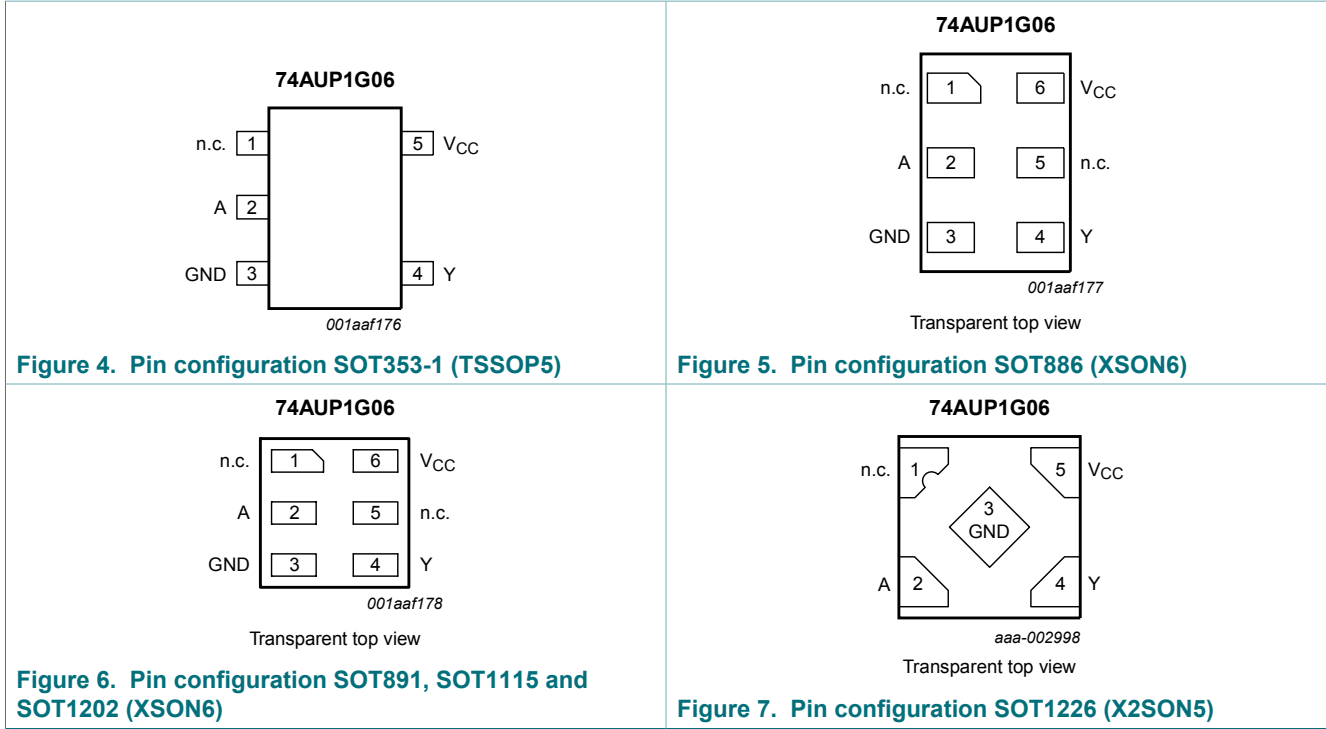 74AUP1G06
n.c. 1
5 VCC
A 2
GND 3
4 Y
001aaf176
Figure 4. Pin configuration SOT353-1 (TSSOP5)
74AUP1G06
n.c. 1 6 VCC
A 2 5 n.c.
GND 3 4 Y
001aaf177
Transparent top view
Figure 5. Pin configuration SOT886 (XSON6)
74AUP1G06
n.c. 1 6 VCC
A 2 5 n.c.
GND 3 4 Y
001aaf178
Transparent top view
Figure 6. Pin configuration SOT891, SOT1115 and
SOT1202 (XSON6)
74AUP1G06
n.c. 1 5 VCC
3
GND
A 2 4 Y
aaa-002998
Transparent top view
Figure 7. Pin configuration SOT1226 (X2SON5)